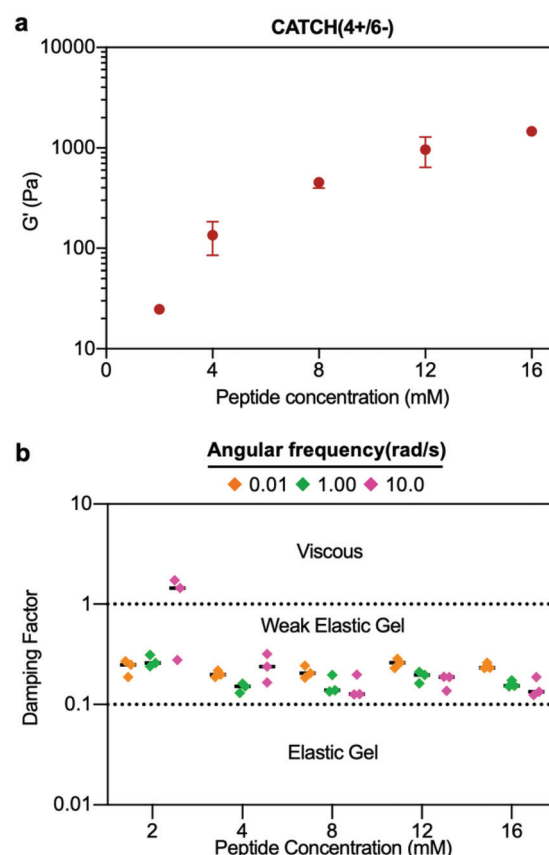 a
CATCH(4+/6-)
10000
1000
100
10
G' (Pa)
0 4 8 12 16
Peptide concentration (mM)
b
Angular frequency(rad/s)
0.01 1.00 10.0
10
1
0.1
0.01
Damping Factor
Viscous
Weak Elastic Gel
Elastic Gel
2 4 8 12 16
Peptide Concentration (mM)